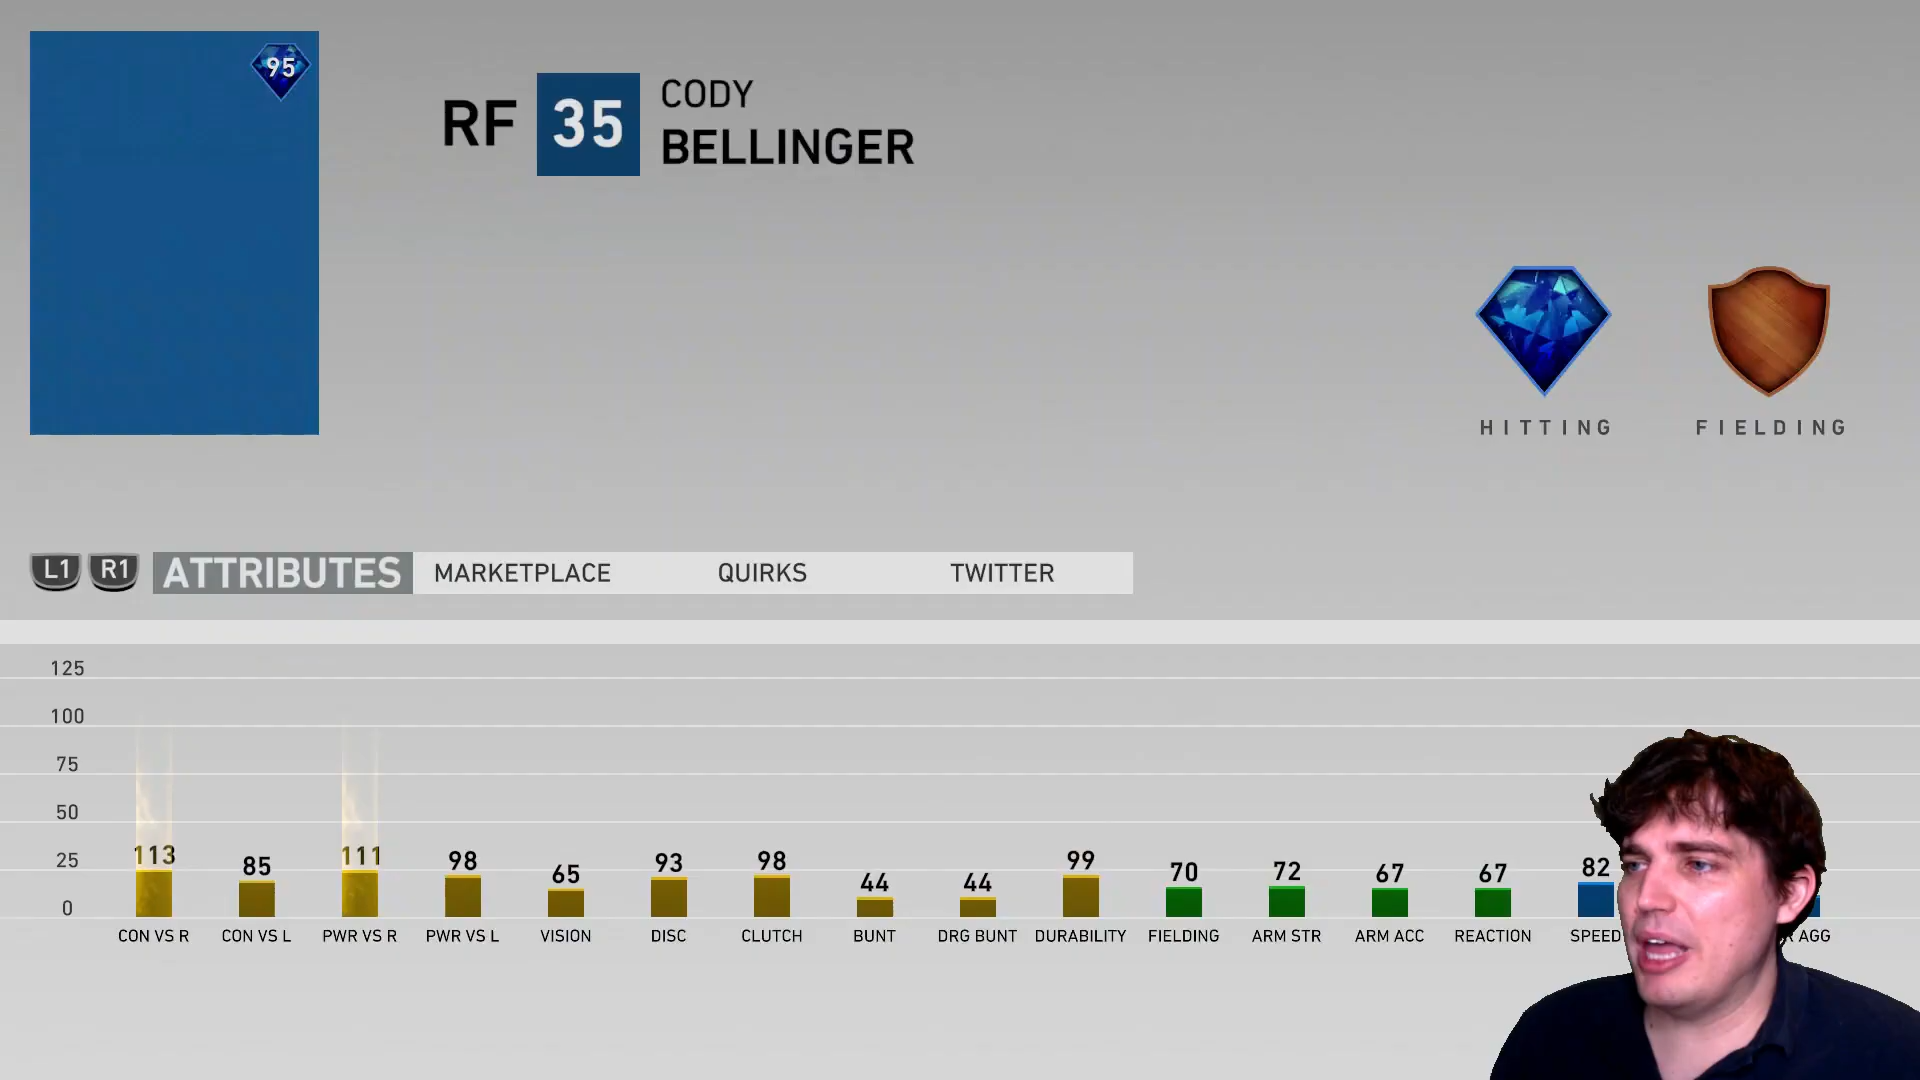 95
RF
35
CODY
BELLINGER
HITTING
FIELDING
L1 R1 ATTRIBUTES MARKETPLACE QUIRKS TWITTER
125
100
75
50
25
0
113 85 111 98 65 93 98 44 44 99 70 72 67 67 82
CON VS R CON VS L PWR VS R PWR VS L VISION DISC CLUTCH BUNT DRG BUNT DURABILITY FIELDING ARM STR ARM ACC REACTION SPEED AGG